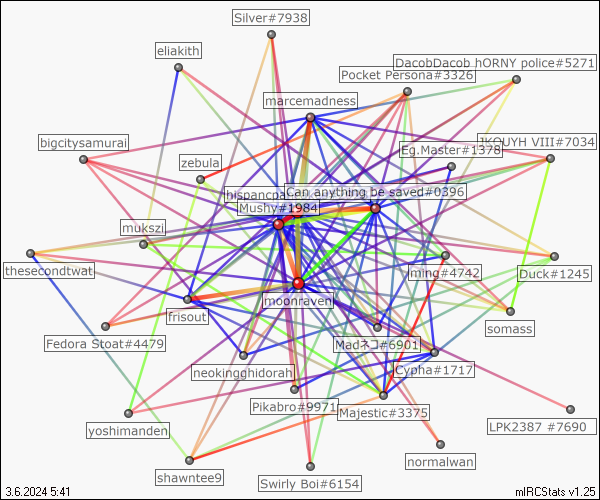 Silver#7938
eliakith
DacobDacob hORNY police#5271
Pocket Persona#3326
marcemadness
bigcitysamurai
Eg.Master#1378
JKOUYH VIII#7034
zebula
hispancpa
Can anything be saved#0396
Mushy#1984
mukszi
thesecondtwat
ming#4742
Duck#1245
moonraven
frisout
somass
Fedora Stoat#4479
Madネコ#6901
neokingghidorah
Cypha#1717
Pikabro#9971
Majestic#3375
yoshimanden
LPK2387 #7690
normalwan
shawntee9
Swirly Boi#6154
3.6.2024 5:41
mIRCStats v1.25